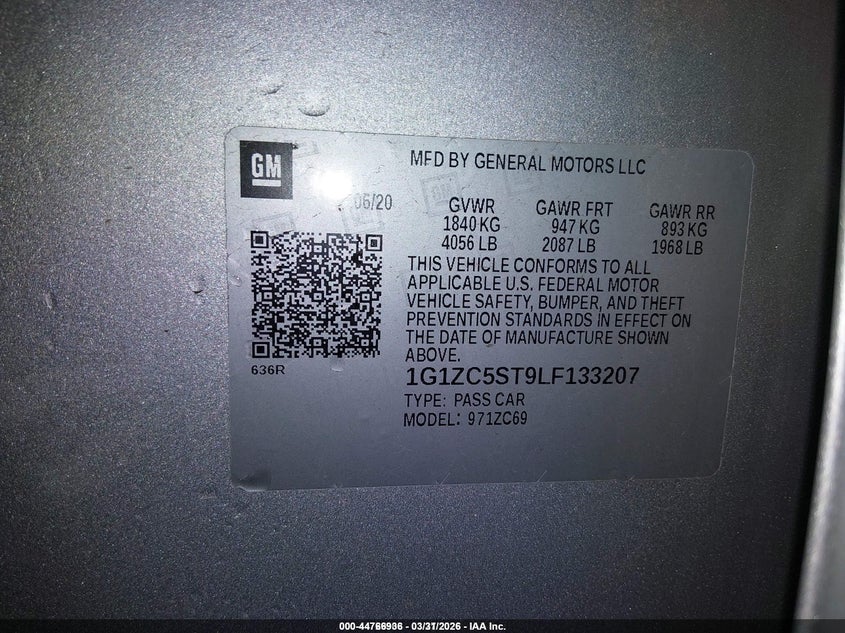 GM
MFD BY GENERAL MOTORS LLC
06/20
GVWR GAWR FRT GAWR RR
1840 KG 947 KG 893 KG
4056 LB 2087 LB 1968 LB
THIS VEHICLE CONFORMS TO ALL
APPLICABLE U.S. FEDERAL MOTOR
VEHICLE SAFETY, BUMPER, AND THEFT
PREVENTION STANDARDS IN EFFECT ON
THE DATE OF MANUFACTURE SHOWN
ABOVE.
636R
1G1ZC5ST9LF133207
TYPE: PASS CAR
MODEL: 971ZC69
000-44766936 - 03/31/2026 - IAA Inc.